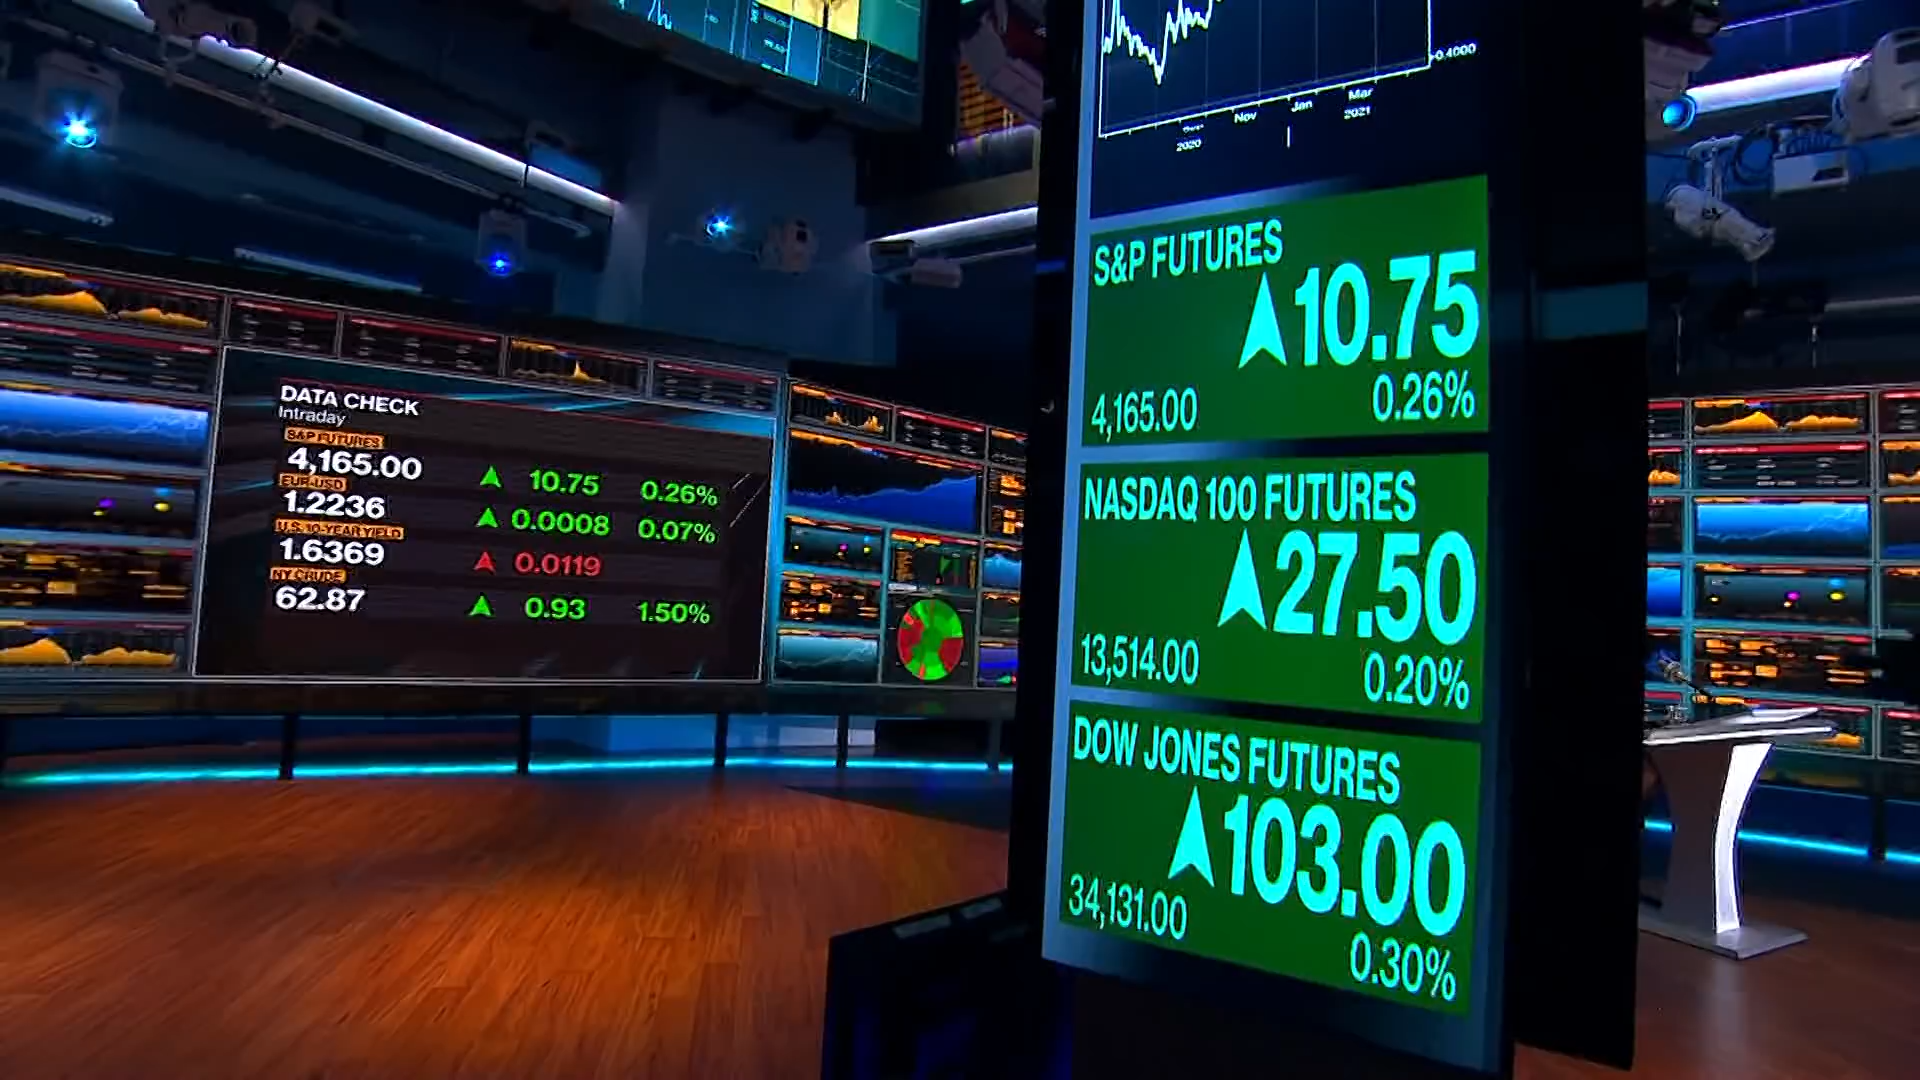 DATA CHECK
Intraday
S&P FUTURES
4,165.00 10.75 0.26%
EUR-USD
1.2236 0.0008 0.07%
U.S. 10-YEAR YIELD
1.6369 0.0119
NY CRUDE
62.87 0.93 1.50%
0.4000
Nov Jan Mar
2020 2021
S&P FUTURES
10.75
4,165.00 0.26%
NASDAQ 100 FUTURES
27.50
13,514.00 0.20%
DOW JONES FUTURES
103.00
34,131.00 0.30%